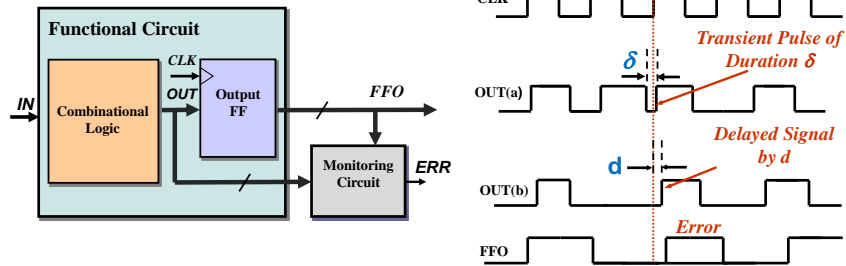 Functional Circuit
CLK
IN
OUT
Combinational
Logic
Output
FF
FFO
Monitoring
Circuit
ERR
CLK
Transient Pulse of
Duration δ
δ
OUT(a)
Delayed Signal
by d
d
OUT(b)
Error
FFO